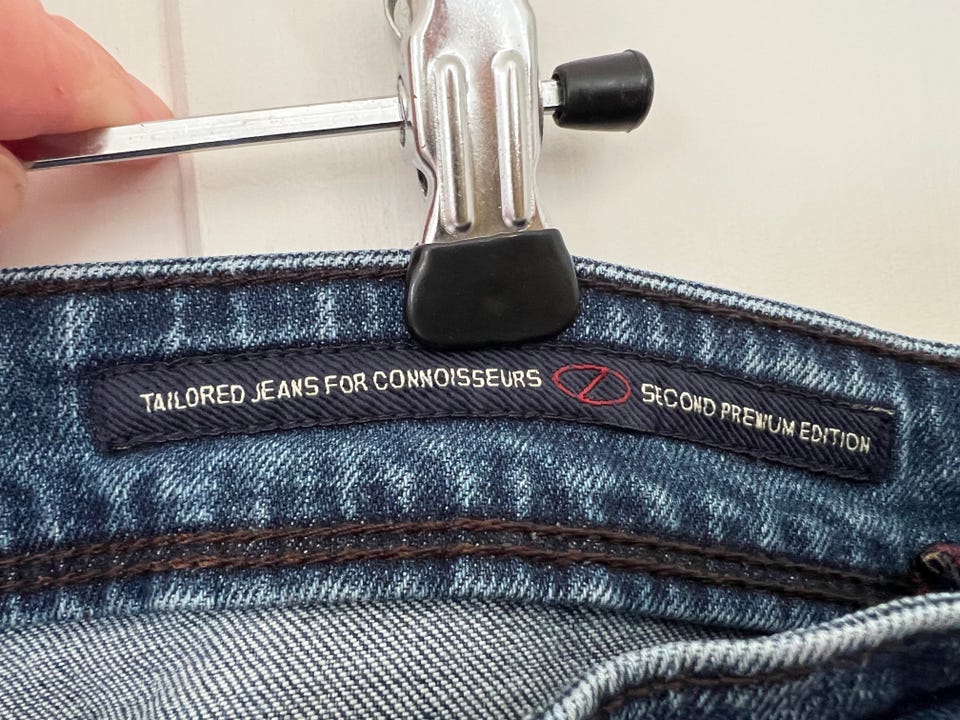 TAILORED JEANS FOR CONNOISSEURS SECOND PREMIUM EDITION